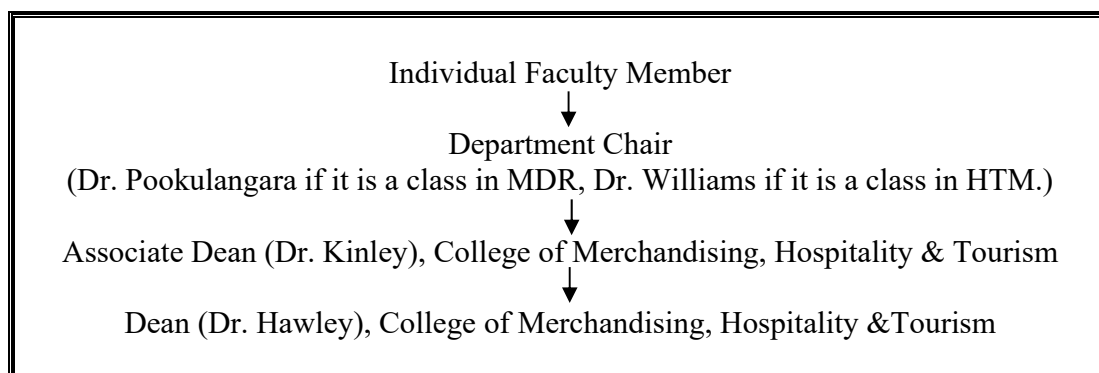 Individual Faculty Member
Department Chair
(Dr. Pookulangara if it is a class in MDR, Dr. Williams if it is a class in HTM.)
Associate Dean (Dr. Kinley), College of Merchandising, Hospitality & Tourism
Dean (Dr. Hawley), College of Merchandising, Hospitality &Tourism